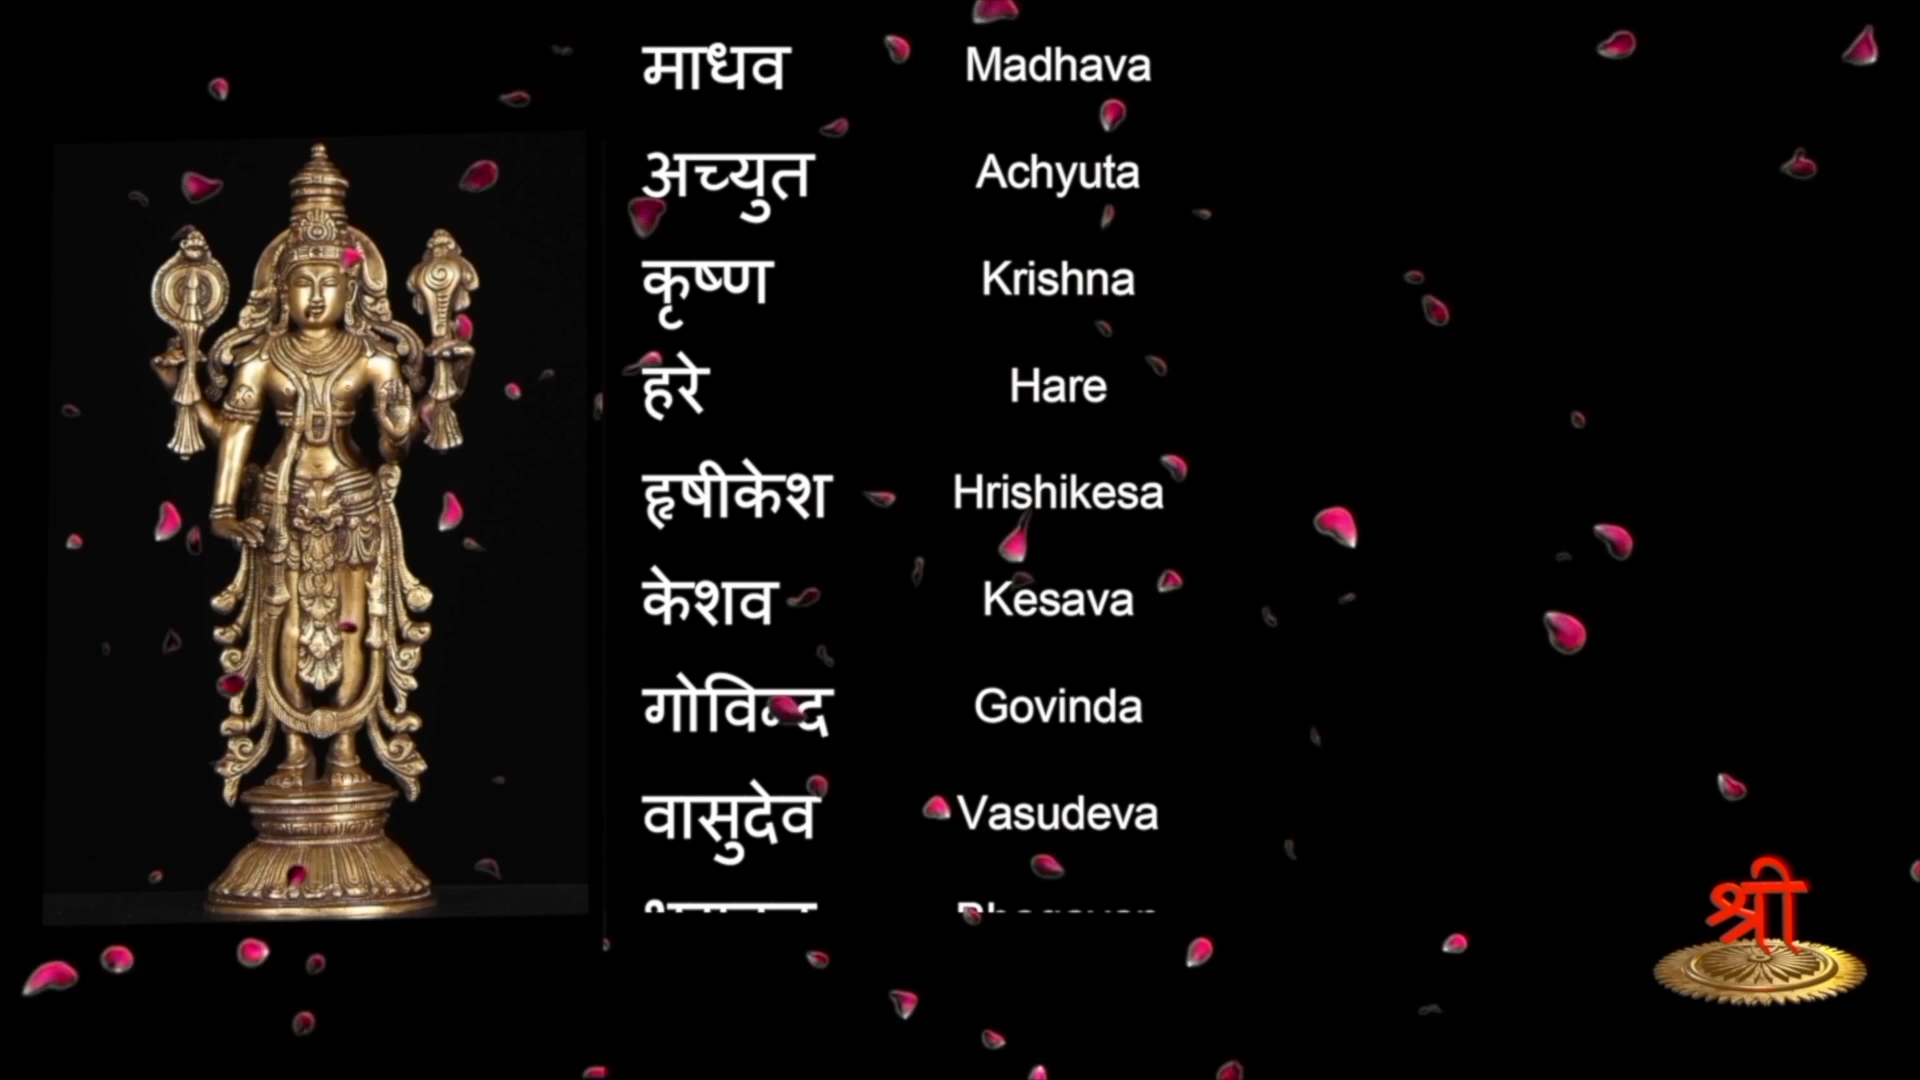 माधव Madhava
अच्युत Achyuta
कृष्ण Krishna
हरे Hare
हृषीकेश Hrishikesa
केशव Kesava
गोविन्द Govinda
वासुदेव Vasudeva
श्री